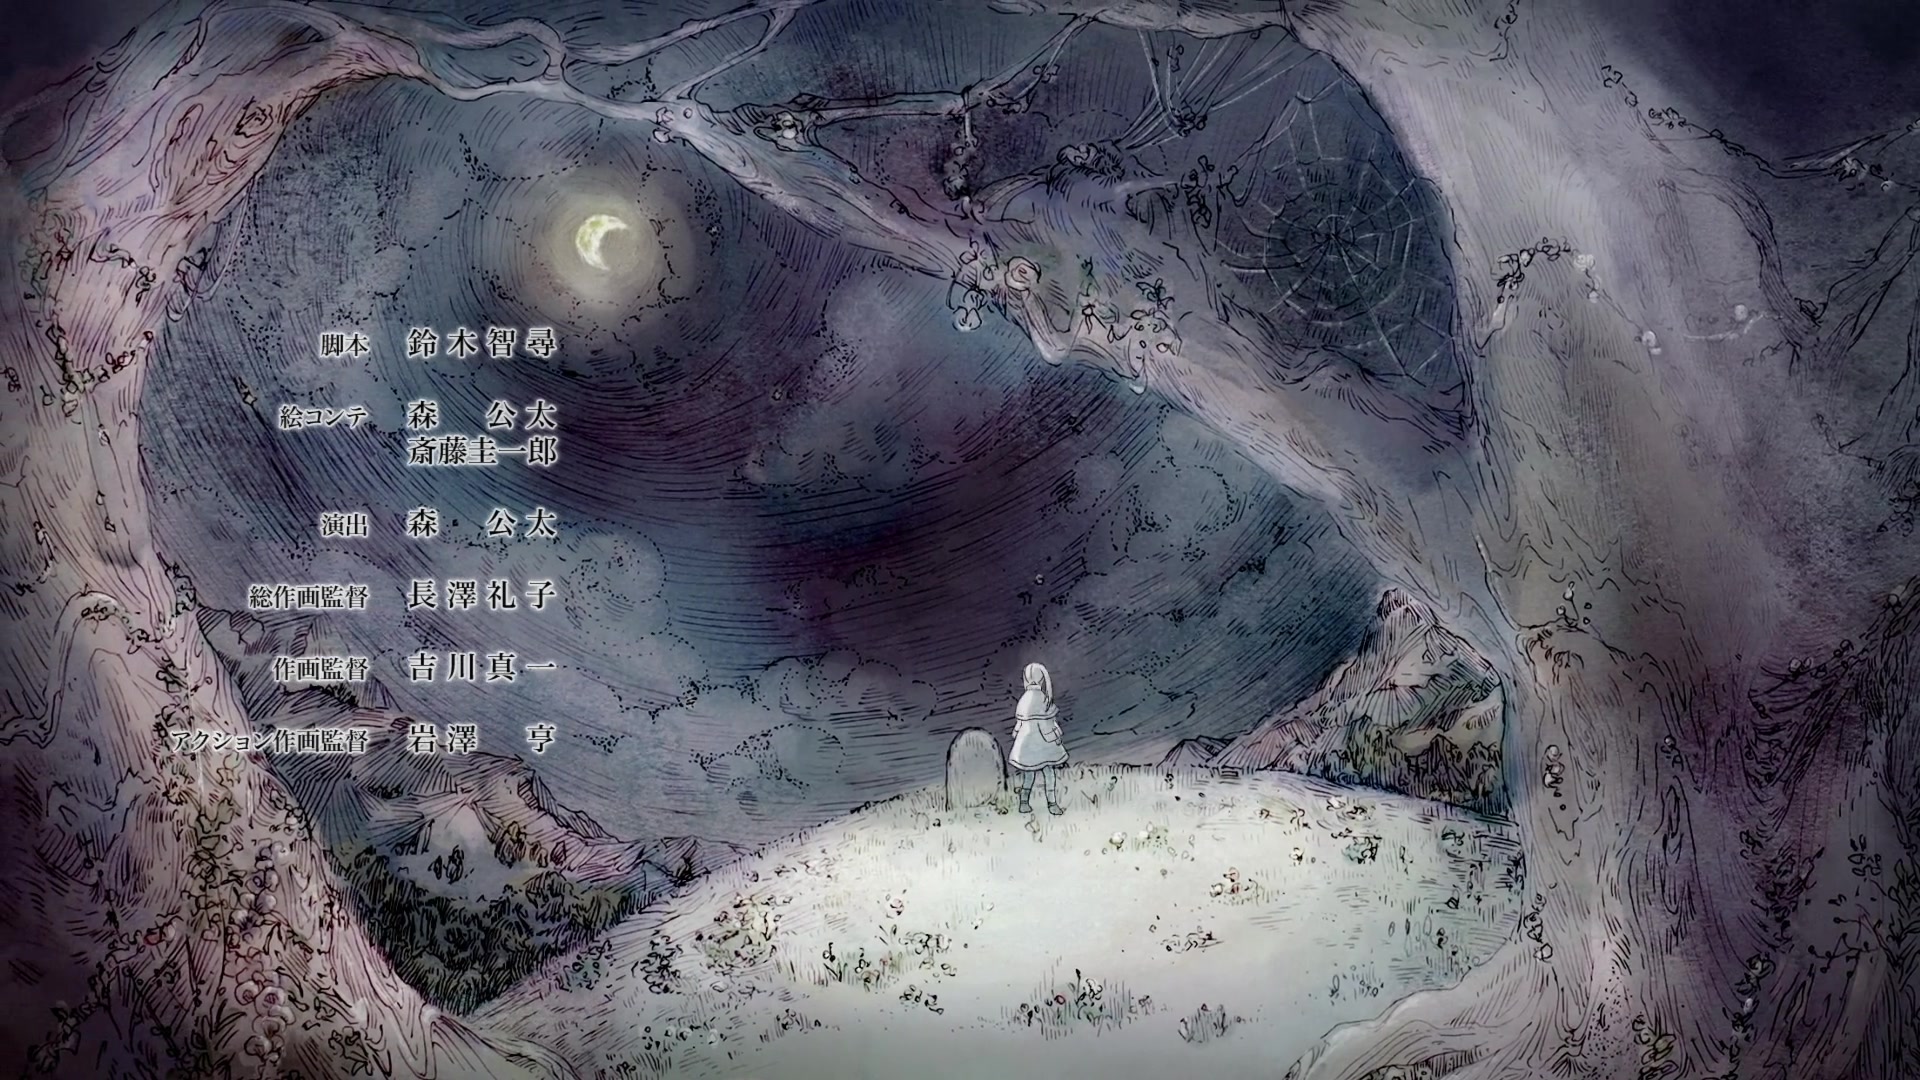 脚本 鈴木智尋
絵コンテ 森 公太
斎藤圭一郎
演出 森 公太
総作画監督 長澤礼子
作画監督 吉川真一
アクション作画監督 岩澤 亨